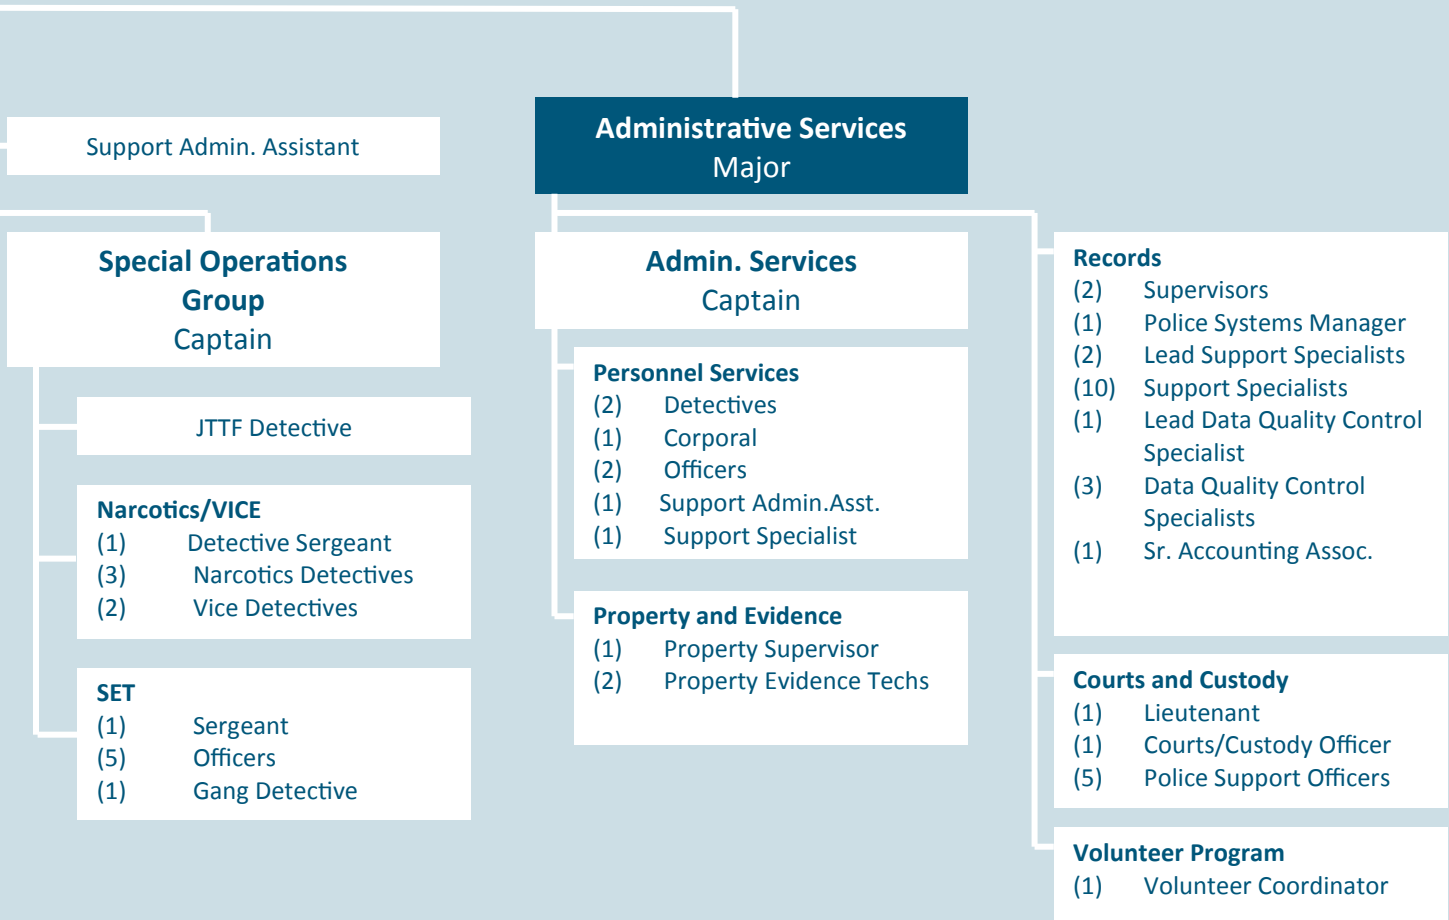 Support Admin. Assistant
Special Operations
Group
Captain
JTTF Detective
Narcotics/VICE
(1) Detective Sergeant
(3) Narcotics Detectives
(2) Vice Detectives
SET
(1) Sergeant
(5) Officers
(1) Gang Detective
Administrative Services
Major
Admin. Services
Captain
Personnel Services
(2) Detectives
(1) Corporal
(2) Officers
(1) Support Admin.Asst.
(1) Support Specialist
Property and Evidence
(1) Property Supervisor
(2) Property Evidence Techs
Records
(2) Supervisors
(1) Police Systems Manager
(2) Lead Support Specialists
(10) Support Specialists
(1) Lead Data Quality Control
Specialist
(3) Data Quality Control
Specialists
(1) Sr. Accounting Assoc.
Courts and Custody
(1) Lieutenant
(1) Courts/Custody Officer
(5) Police Support Officers
Volunteer Program
(1) Volunteer Coordinator